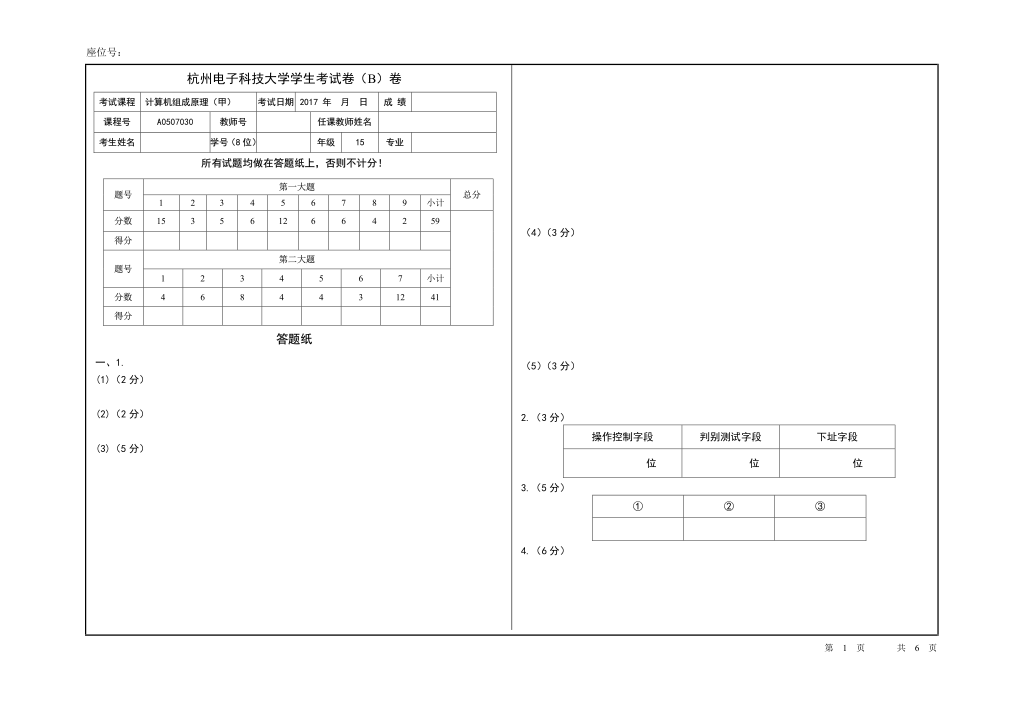 座位号：
杭州电子科技大学学生考试卷（B）卷
考试课程 计算机组成原理（甲） 考试日期 2017 年 月 日 成 绩
课程号 A0507030 教师号 任课教师姓名
考生姓名 学号（8 位） 年级 15 专业
所有试题均做在答题纸上，否则不计分！
题号 第一大题 总分
1 2 3 4 5 6 7 8 9 小计
分数 15 3 5 6 12 6 6 4 2 59
得分
题号 第二大题
1 2 3 4 5 6 7 小计
分数 4 6 8 4 4 3 12 41
得分
答题纸
一、1.
(1)（2 分）
(2)（2 分）
(3)（5 分）
（4）（3 分）
（5）（3 分）
2.（3 分）
操作控制字段 判别测试字段 下址字段
位 位 位
3.（5 分）
① ② ③
4.（6 分）
第 1 页 共 6 页